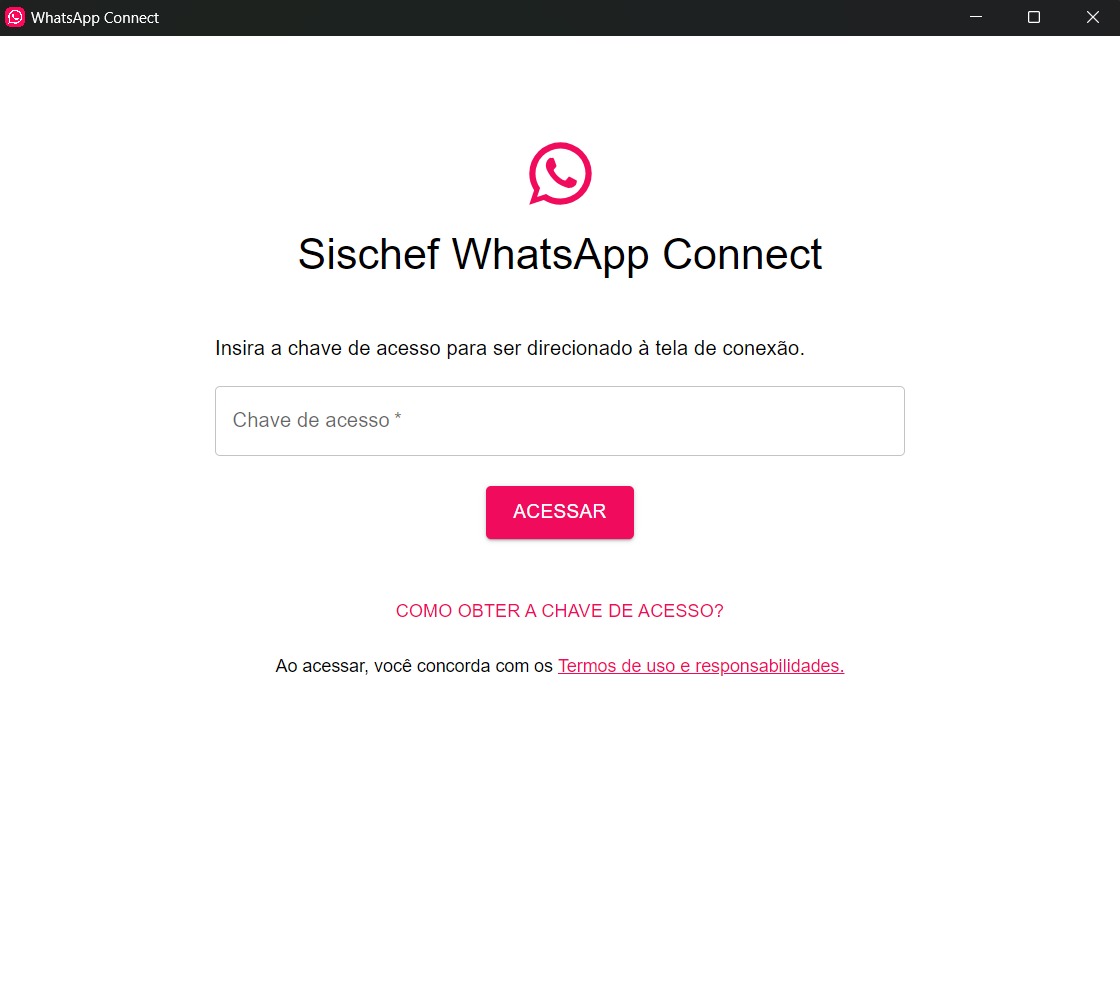 WhatsApp Connect
Sischef WhatsApp Connect
Insira a chave de acesso para ser direcionado à tela de conexão.
Chave de acesso *
ACESSAR
COMO OBTER A CHAVE DE ACESSO?
Ao acessar, você concorda com os Termos de uso e responsabilidades.